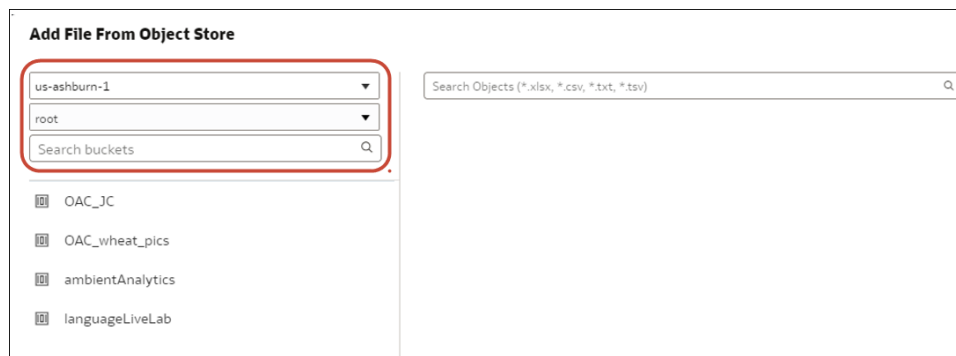 Add File From Object Store
us-ashburn-1
root
Search buckets
OAC_JC
OAC_wheat_pics
ambientAnalytics
languageLiveLab
Search Objects (*.xlsx, *.csv, *.txt, *.tsv)